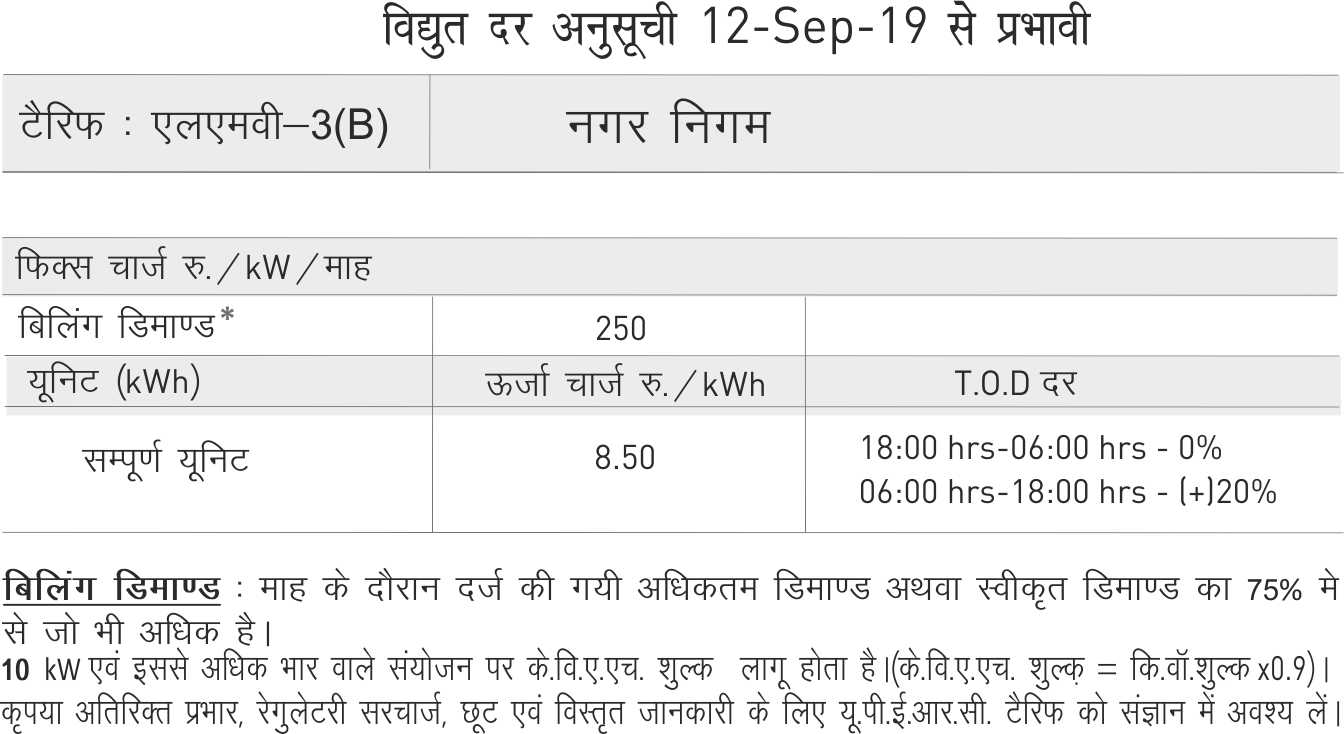 विद्युत दर अनुसूची 12-Sep-19 से प्रभावी
टैरिफ : एलएमवी–3(B) नगर निगम
फिक्स चार्ज रु./kW/माह
बिलिंग डिमाण्ड* 250
यूनिट (kWh) ऊर्जा चार्ज रु./kWh T.O.D दर
सम्पूर्ण यूनिट 8.50 18:00 hrs-06:00 hrs - 0%
06:00 hrs-18:00 hrs - (+)20%
बिलिंग डिमाण्ड : माह के दौरान दर्ज की गयी अधिकतम डिमाण्ड अथवा स्वीकृत डिमाण्ड का 75% मे
से जो भी अधिक है।
10 kW एवं इससे अधिक भार वाले संयोजन पर के.वि.ए.एच. शुल्क लागू होता है।(के.वि.ए.एच. शुल्क़ = कि.वॉ.शुल्क x0.9)।
कृपया अतिरिक्त प्रभार, रेगुलेटरी सरचार्ज, छूट एवं विस्तृत जानकारी के लिए यू.पी.ई.आर.सी. टैरिफ को संज्ञान में अवश्य लें।